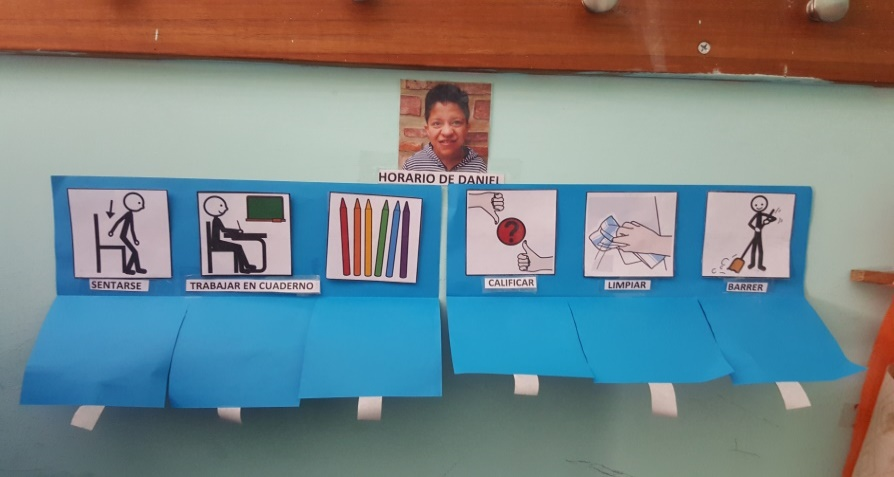 HORARIO DE DANIEL
SENTARSE
TRABAJAR EN CUADERNO
CALIFICAR
LIMPIAR
BARRER
?